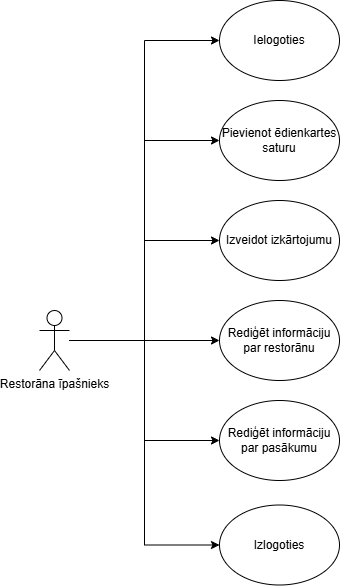 Ielogoties
Pievienot ēdienkartes
saturu
Izveidot izkārtojumu
Rediģēt informāciju
par restorānu
Restorāna īpašnieks
Rediģēt informāciju
par pasākumu
Izlogoties